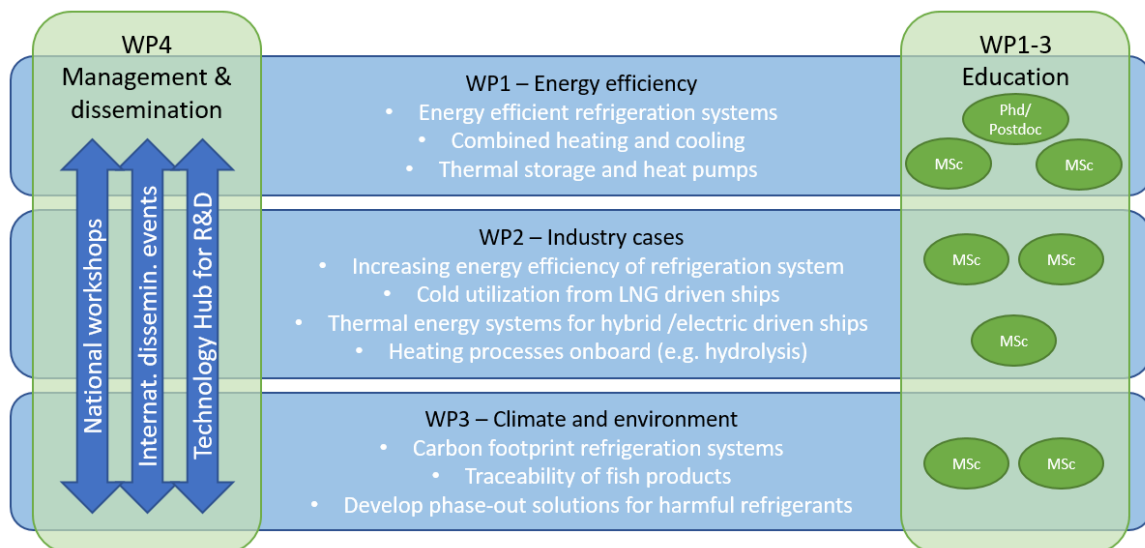 WP4
Management &
dissemination
National workshops
Internat. dissemin. events
Technology Hub for R&D
WP1 – Energy efficiency
• Energy efficient refrigeration systems
• Combined heating and cooling
• Thermal storage and heat pumps
WP2 – Industry cases
• Increasing energy efficiency of refrigeration system
• Cold utilization from LNG driven ships
• Thermal energy systems for hybrid /electric driven ships
• Heating processes onboard (e.g. hydrolysis)
WP3 – Climate and environment
• Carbon footprint refrigeration systems
• Traceability of fish products
• Develop phase-out solutions for harmful refrigerants
WP1-3
Education
Phd/
Postdoc
MSc
MSc
MSc
MSc
MSc
MSc
MSc